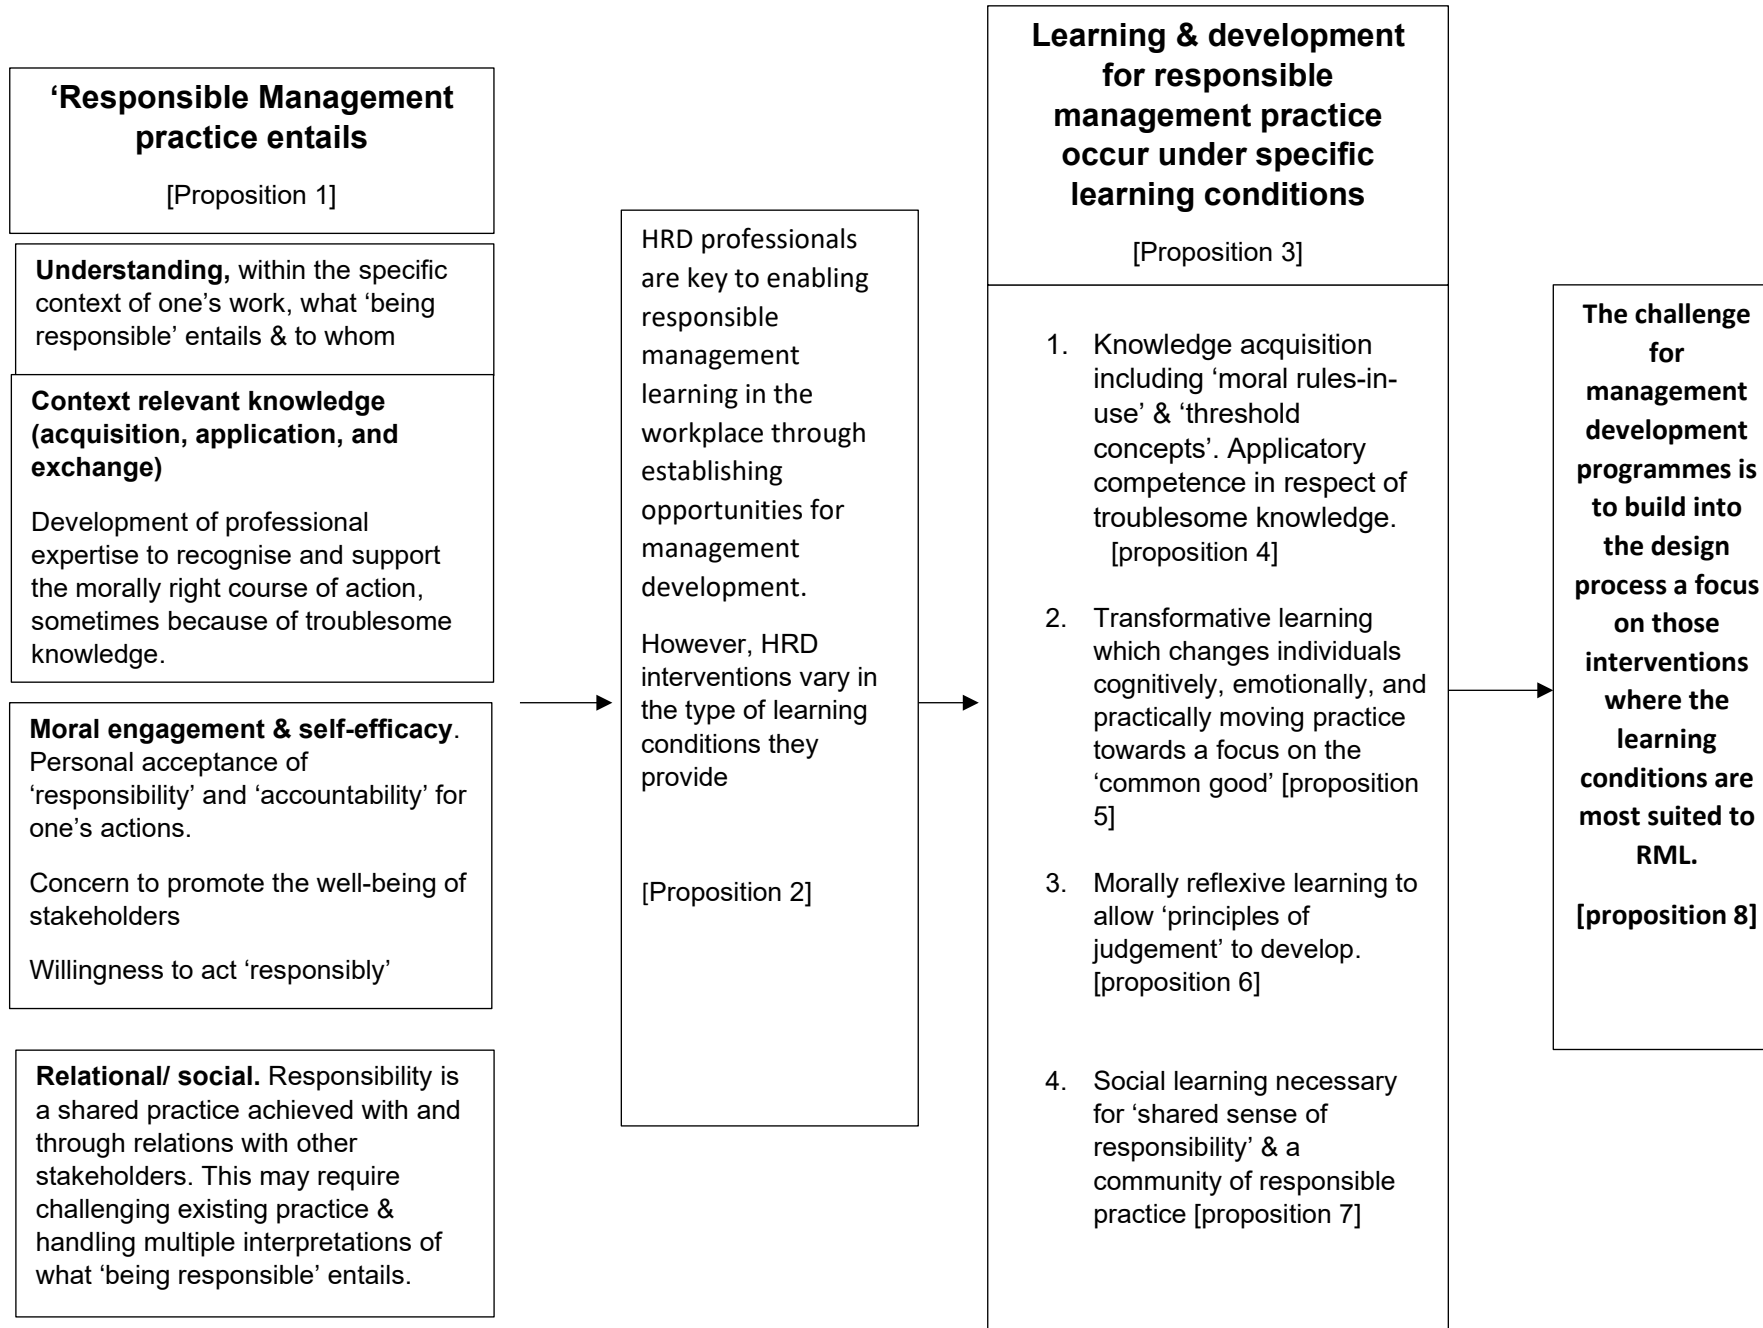 ‘Responsible Management
practice entails
[Proposition 1]
Understanding, within the specific
context of one’s work, what ‘being
responsible’ entails & to whom
Context relevant knowledge
(acquisition, application, and
exchange)
Development of professional
expertise to recognise and support
the morally right course of action,
sometimes because of troublesome
knowledge.
Moral engagement & self-efficacy.
Personal acceptance of
‘responsibility’ and ‘accountability’ for
one’s actions.
Concern to promote the well-being of
stakeholders
Willingness to act ‘responsibly’
Relational/ social. Responsibility is
a shared practice achieved with and
through relations with other
stakeholders. This may require
challenging existing practice &
handling multiple interpretations of
what ‘being responsible’ entails.
HRD professionals
are key to enabling
responsible
management
learning in the
workplace through
establishing
opportunities for
management
development.
However, HRD
interventions vary in
the type of learning
conditions they
provide
[Proposition 2]
Learning & development
for responsible
management practice
occur under specific
learning conditions
[Proposition 3]
1. Knowledge acquisition
including ‘moral rules-in-
use’ & ‘threshold
concepts’. Applicatory
competence in respect of
troublesome knowledge.
[proposition 4]
2. Transformative learning
which changes individuals
cognitively, emotionally, and
practically moving practice
towards a focus on the
‘common good’ [proposition
5]
3. Morally reflexive learning to
allow ‘principles of
judgement’ to develop.
[proposition 6]
4. Social learning necessary
for ‘shared sense of
responsibility’ & a
community of responsible
practice [proposition 7]
The challenge
for
management
development
programmes is
to build into
the design
process a focus
on those
interventions
where the
learning
conditions are
most suited to
RML.
[proposition 8]